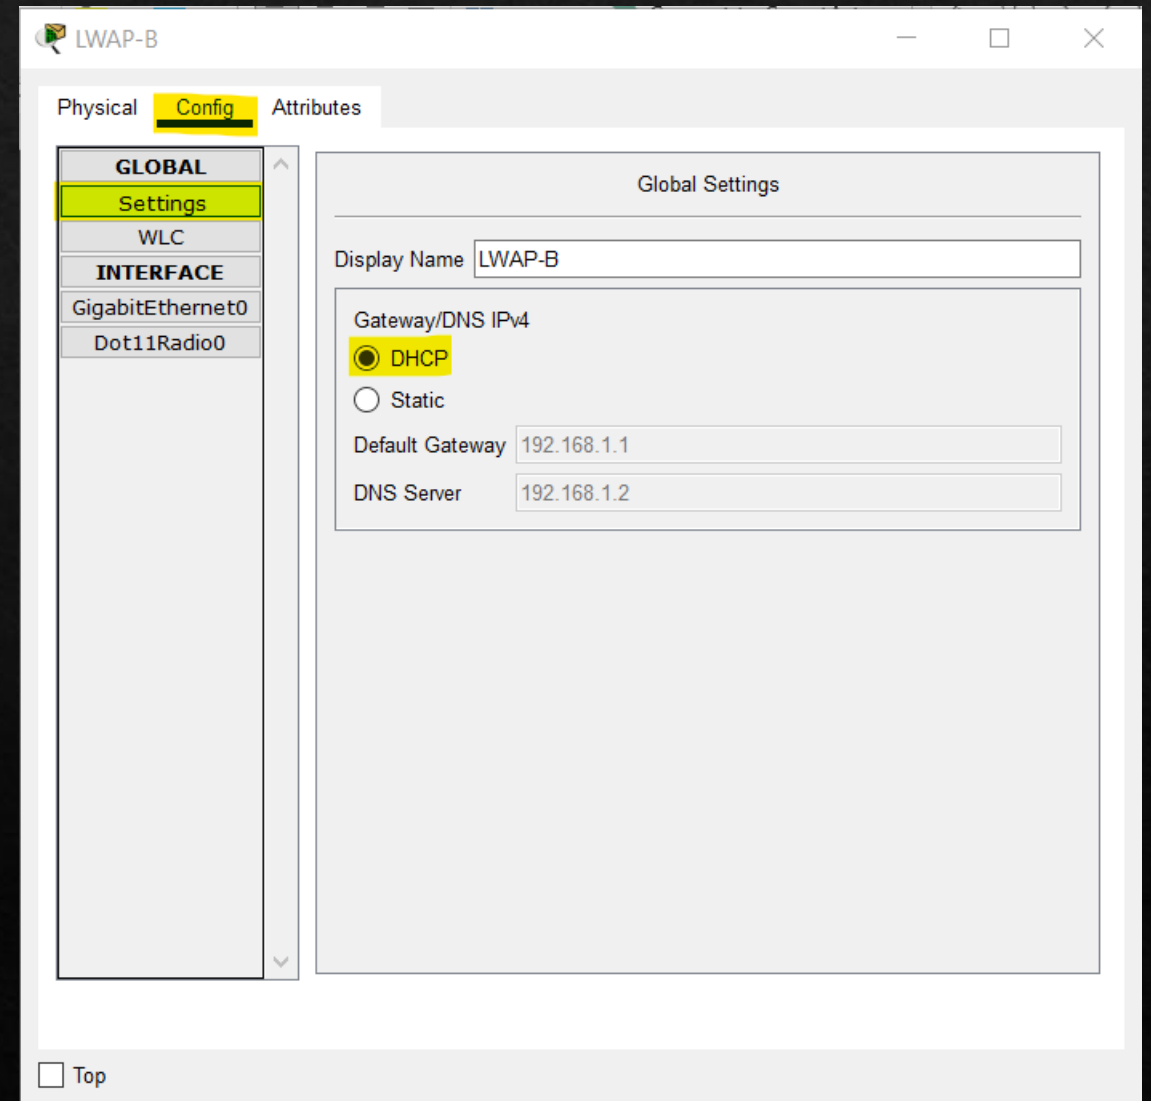 LWAP-B
Physical Config Attributes
GLOBAL
Settings
WLC
INTERFACE
GigabitEthernet0
Dot11Radio0
Global Settings
Display Name LWAP-B
Gateway/DNS IPv4
DHCP
Static
Default Gateway 192.168.1.1
DNS Server 192.168.1.2
Top